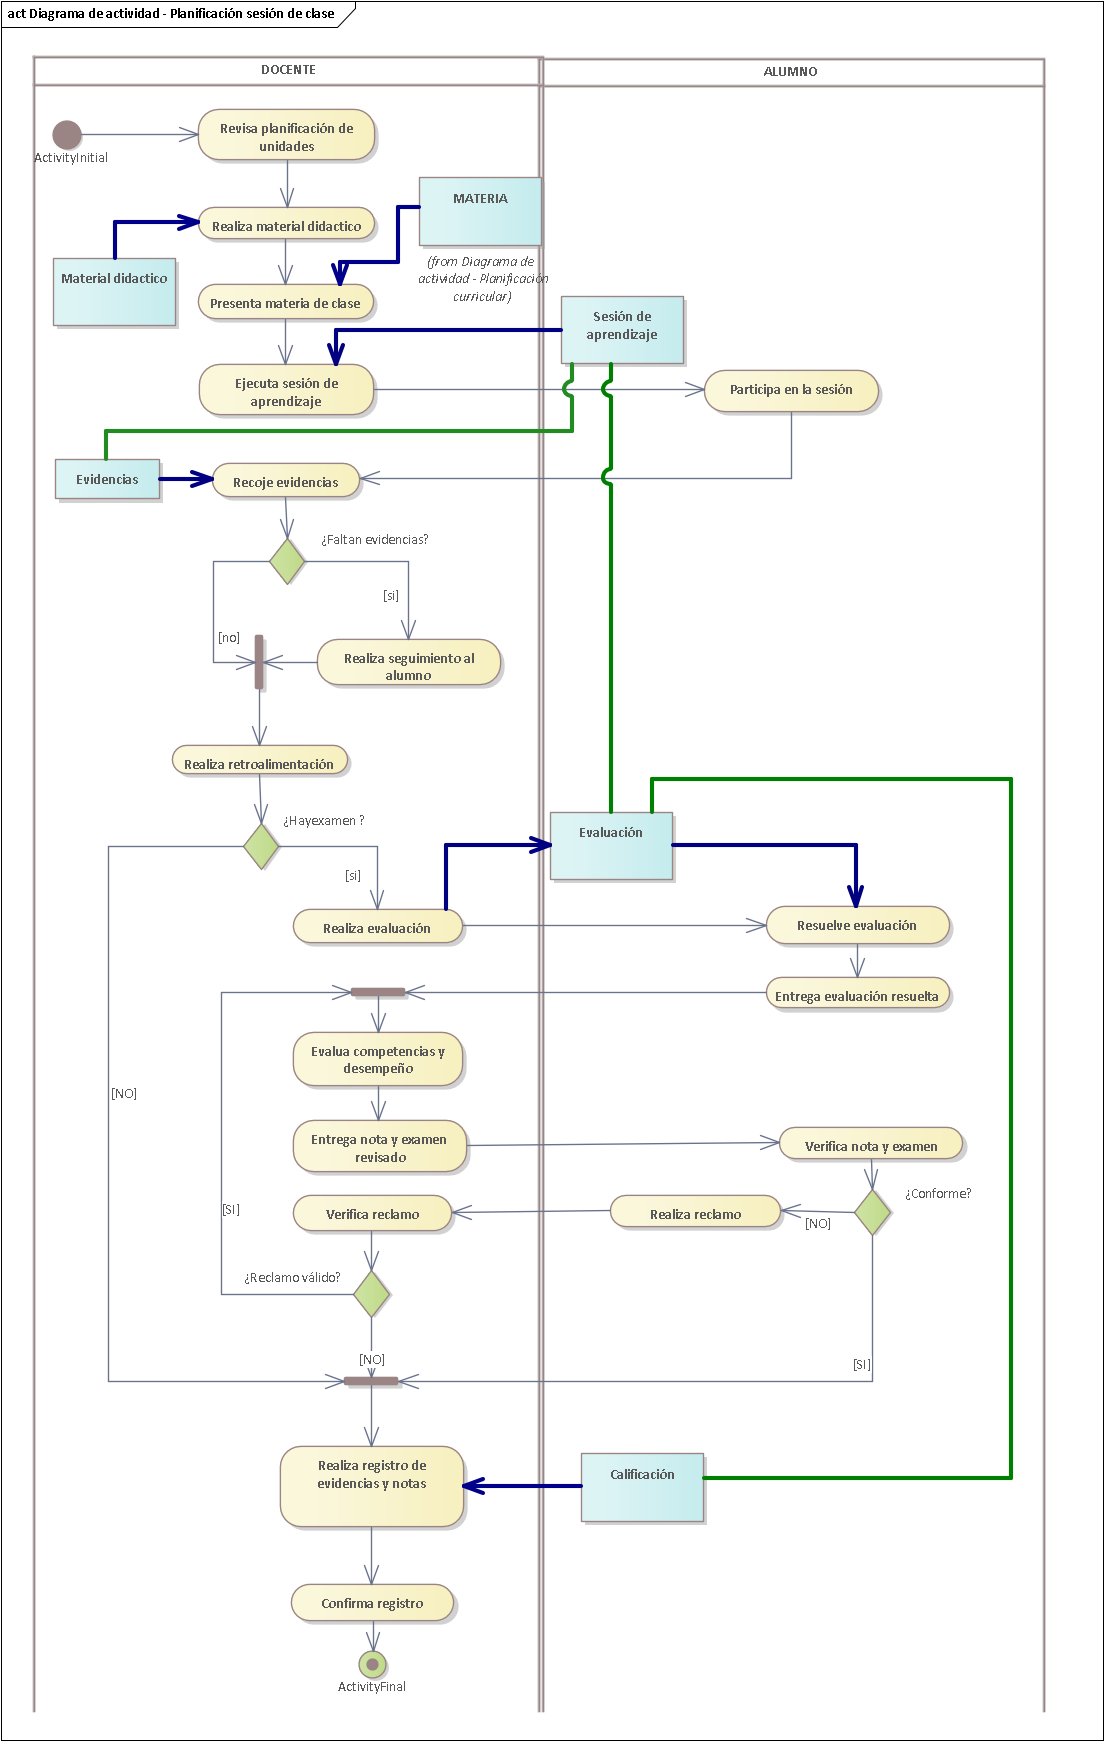 act Diagrama de actividad - Planificación sesión de clase
DOCENTE
ALUMNO
Revisa planificación de
unidades
ActivityInitial
MATERIA
Realiza material didactico
(from Diagrama de
actividad - Planificación
curricular)
Material didactico
Presenta materia de clase
Sesión de
aprendizaje
Ejecuta sesión de
aprendizaje
Participa en la sesión
Evidencias
Recoje evidencias
¿Faltan evidencias?
[si]
[no]
Realiza seguimiento al
alumno
Realiza retroalimentación
¿Hayexamen ?
Evaluación
[si]
Realiza evaluación
Resuelve evaluación
Entrega evaluación resuelta
Evalua competencias y
desempeño
[NO]
Entrega nota y examen
revisado
Verifica nota y examen
¿Conforme?
[SI]
Verifica reclamo
Realiza reclamo
[NO]
¿Reclamo válido?
[NO]
[SI]
Realiza registro de
evidencias y notas
Calificación
Confirma registro
ActivityFinal